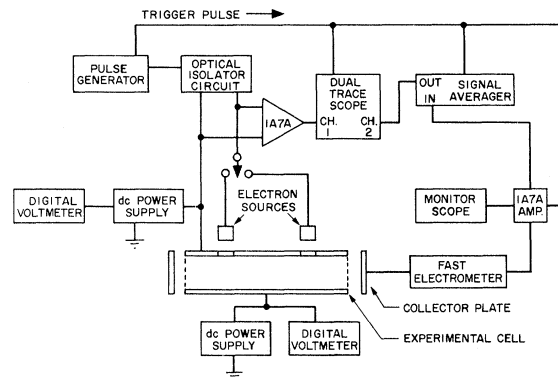 TRIGGER PULSE
PULSE
GENERATOR
OPTICAL
ISOLATOR
CIRCUIT
1A7A
DUAL
TRACE
SCOPE
CH.
1
CH.
2
OUT
IN
SIGNAL
AVERAGER
DIGITAL
VOLTMETER
dc POWER
SUPPLY
ELECTRON
SOURCES
MONITOR
SCOPE
1A7A
AMP.
FAST
ELECTROMETER
COLLECTOR PLATE
EXPERIMENTAL CELL
dc POWER
SUPPLY
DIGITAL
VOLTMETER